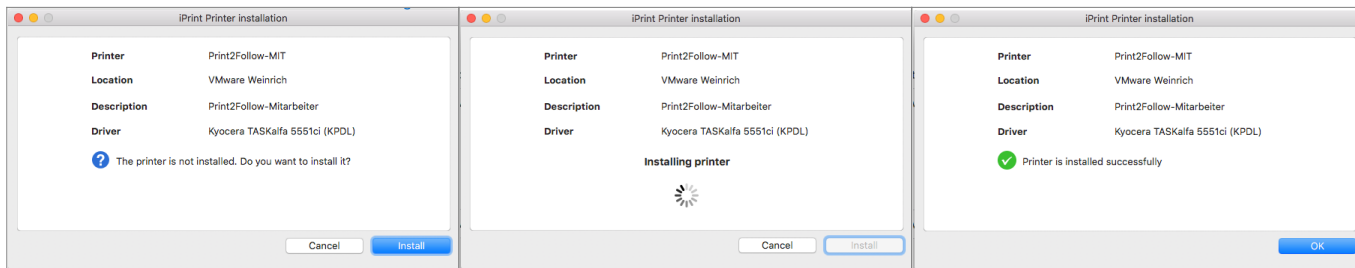 iPrint Printer installation
Printer Print2Follow-MIT
Location VMware Weinrich
Description Print2Follow-Mitarbeiter
Driver Kyocera TASKalfa 5551ci (KPDL)
The printer is not installed. Do you want to install it?
Cancel Install
iPrint Printer installation
Printer Print2Follow-MIT
Location VMware Weinrich
Description Print2Follow-Mitarbeiter
Driver Kyocera TASKalfa 5551ci (KPDL)
Installing printer
Cancel Install
iPrint Printer installation
Printer Print2Follow-MIT
Location VMware Weinrich
Description Print2Follow-Mitarbeiter
Driver Kyocera TASKalfa 5551ci (KPDL)
Printer is installed successfully
OK